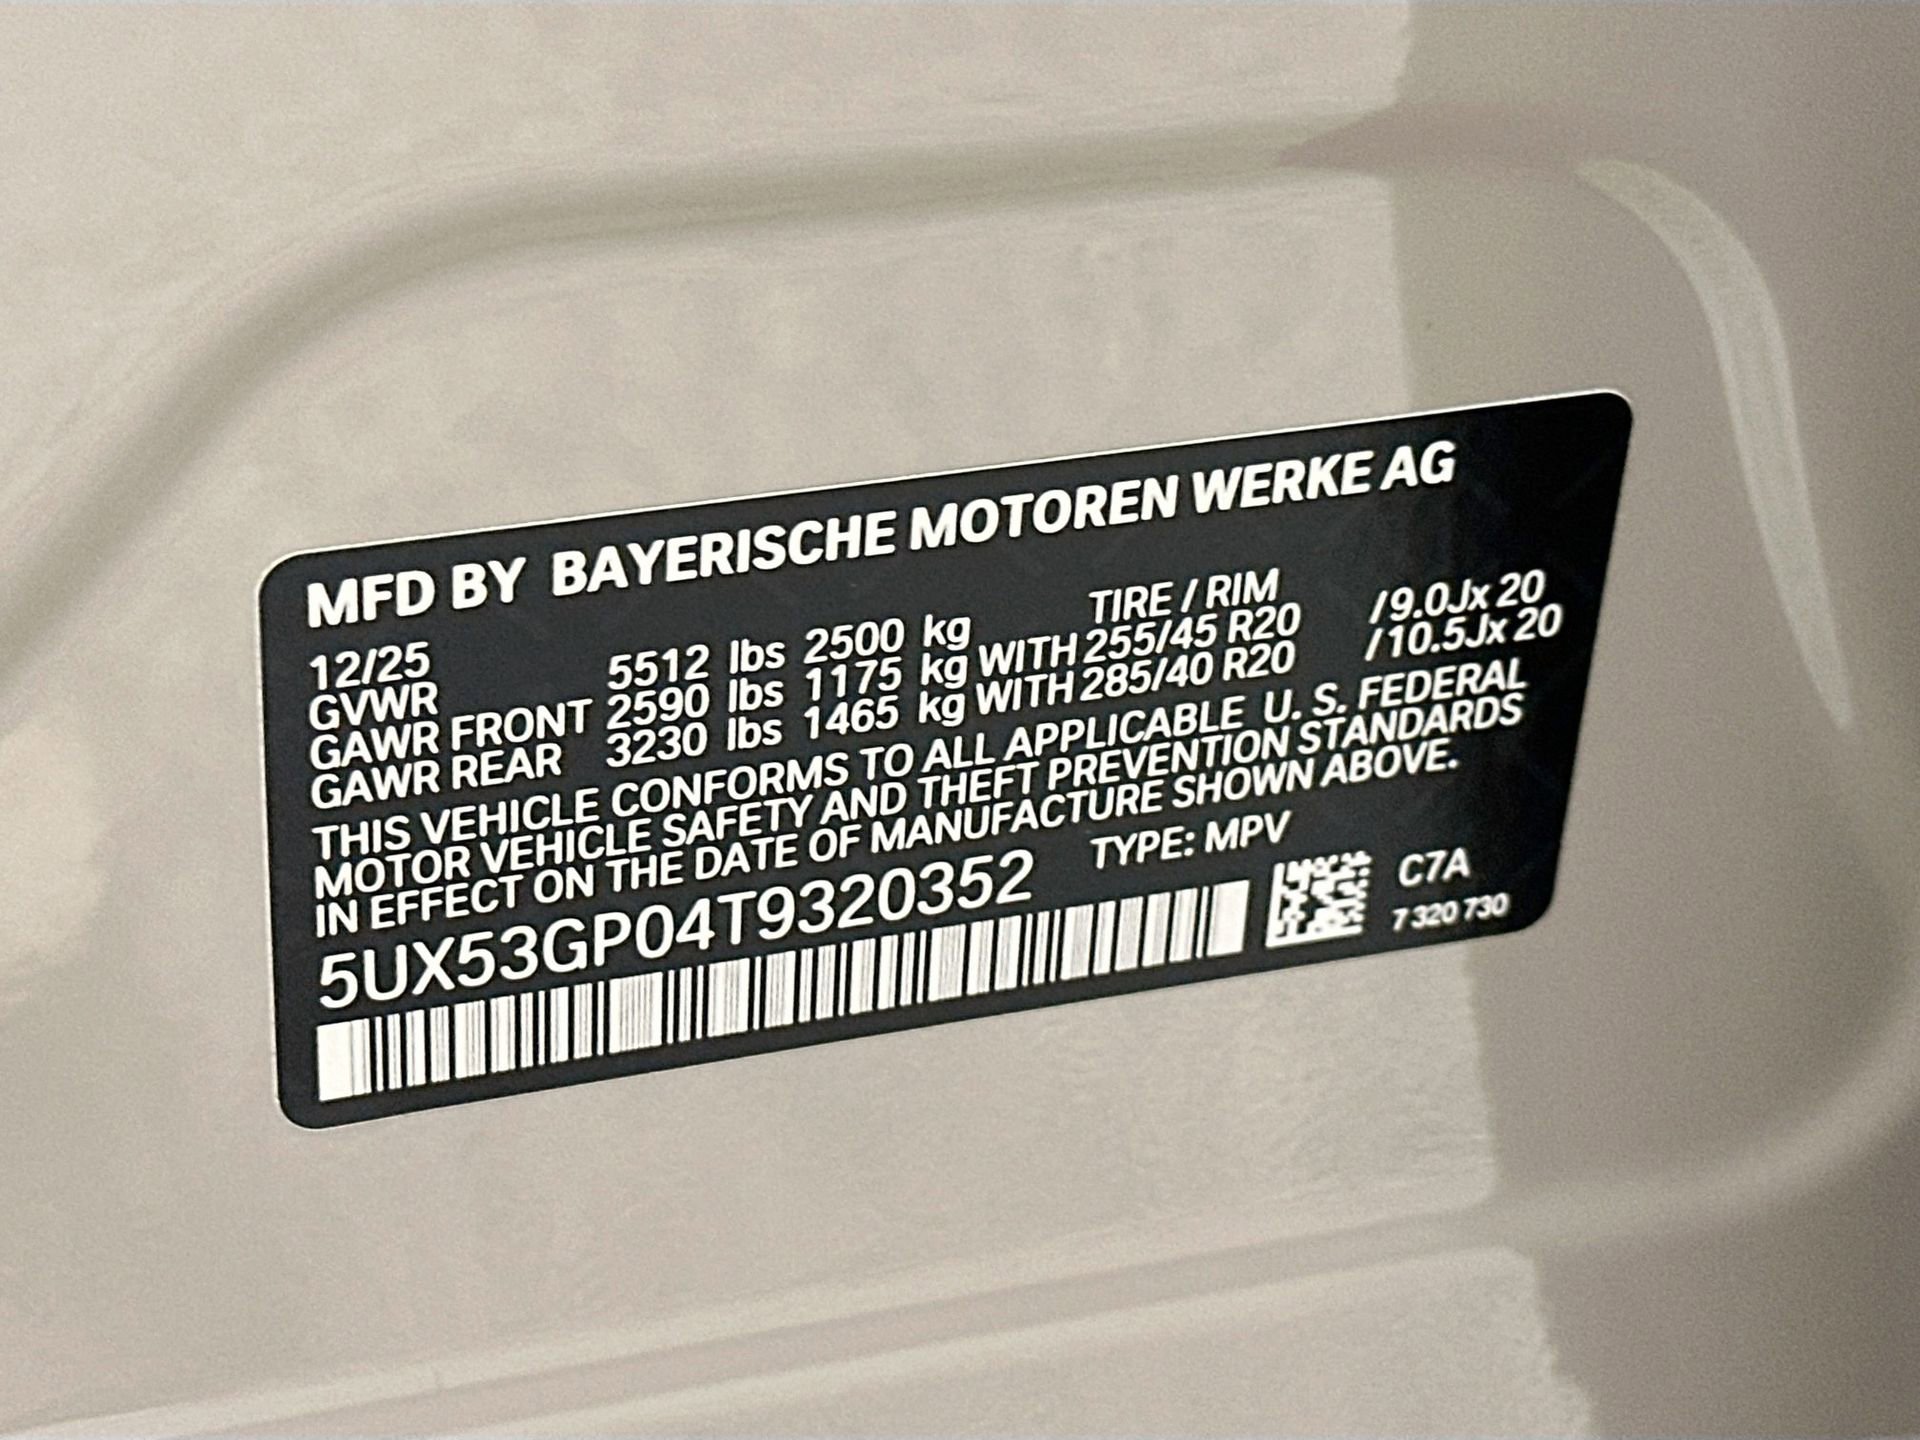 MFD BY BAYERISCHE MOTOREN WERKE AG
12/25 TIRE / RIM
GVWR 5512 lbs 2500 kg
GAWR FRONT 2590 lbs 1175 kg WITH 255/45 R20 /9.0Jx 20
GAWR REAR 3230 lbs 1465 kg WITH 285/40 R20 /10.5Jx 20
THIS VEHICLE CONFORMS TO ALL APPLICABLE U. S. FEDERAL
MOTOR VEHICLE SAFETY AND THEFT PREVENTION STANDARDS
IN EFFECT ON THE DATE OF MANUFACTURE SHOWN ABOVE.
5UX53GP04T9320352 TYPE: MPV
C7A
7 320 730